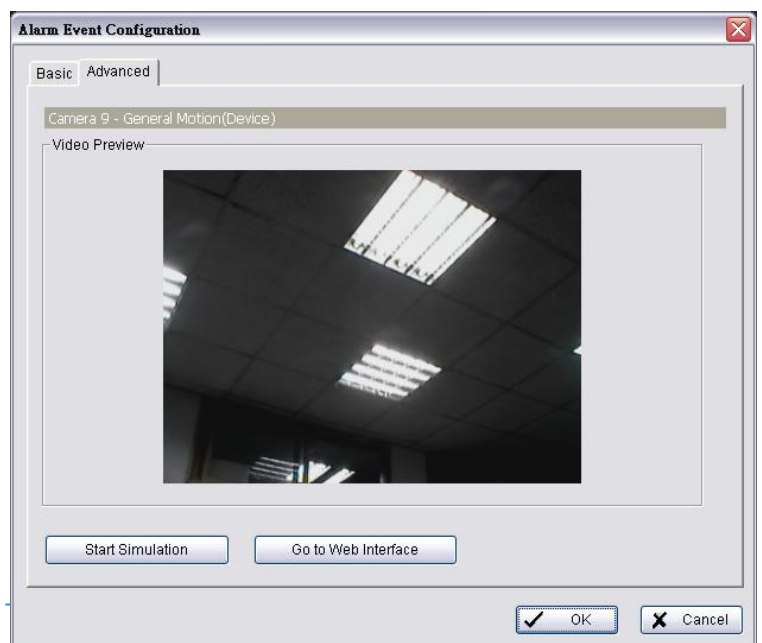 Alarm Event Configuration
Basic
Advanced
Camera 9 - General Motion(Device)
Video Preview
Start Simulation
Go to Web Interface
OK
Cancel